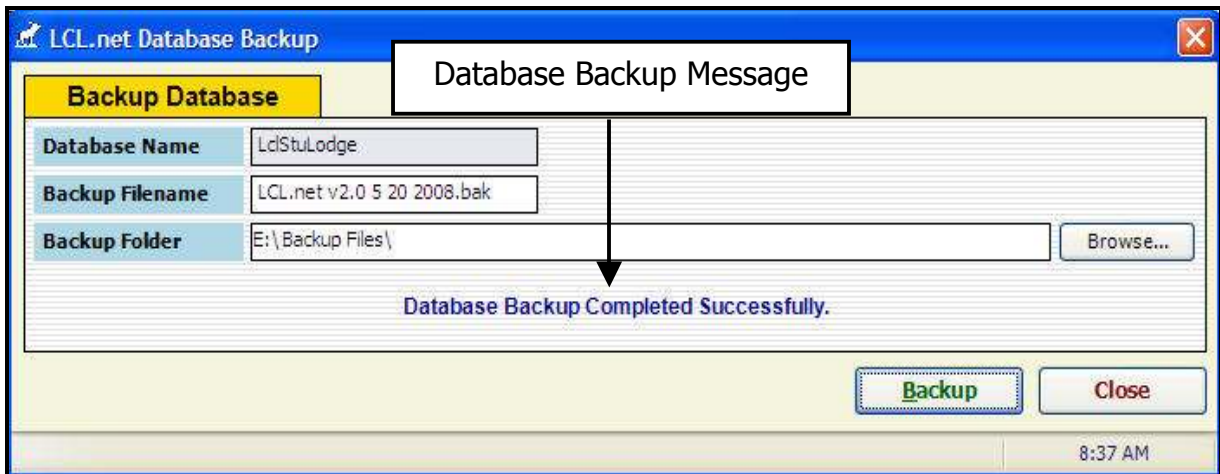 LCL.net Database Backup
Database Backup Message
Backup Database
Database Name LclStuLodge
Backup Filename LCL.net v2.0 5 20 2008.bak
Backup Folder E:\Backup Files\ Browse...
Database Backup Completed Successfully.
Backup Close
8:37 AM